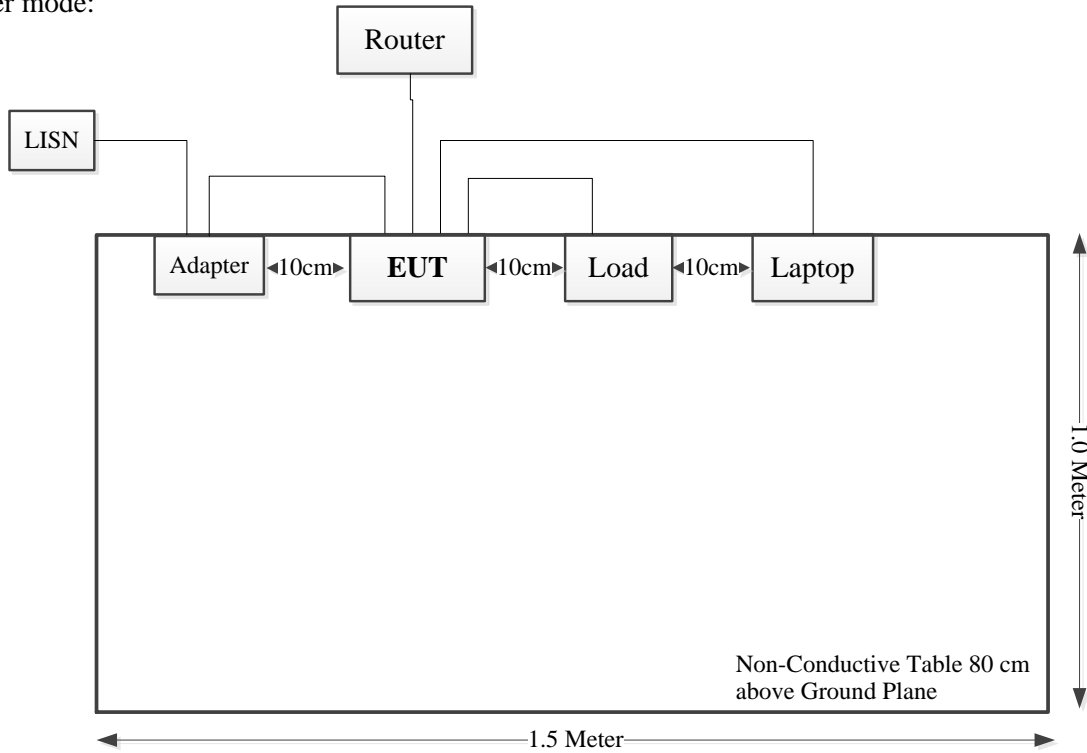 mode:
Router
LISN
Adapter
10cm
EUT
10cm
Load
10cm
Laptop
1.0 Meter
Non-Conductive Table 80 cm
above Ground Plane
1.5 Meter